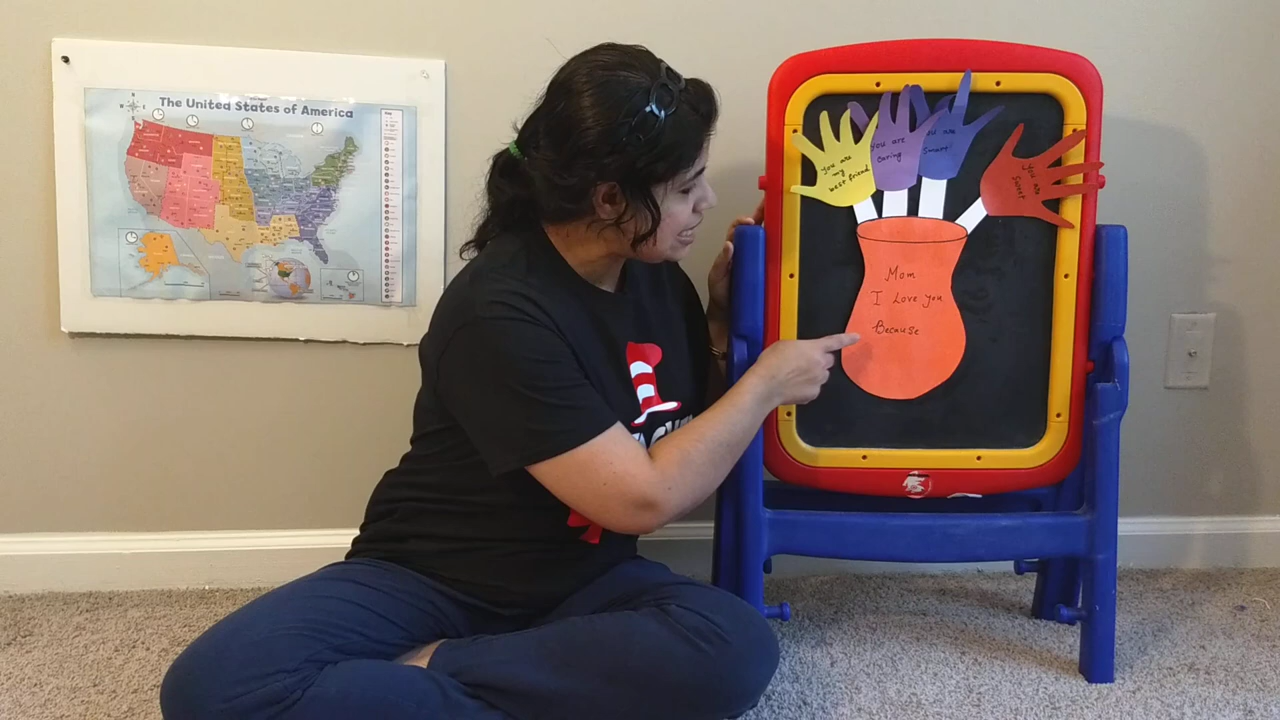 The United States of America
You are
my
best friend
You are
caring
You are
Smart
You are
Sweet
Mom
I Love you
Because